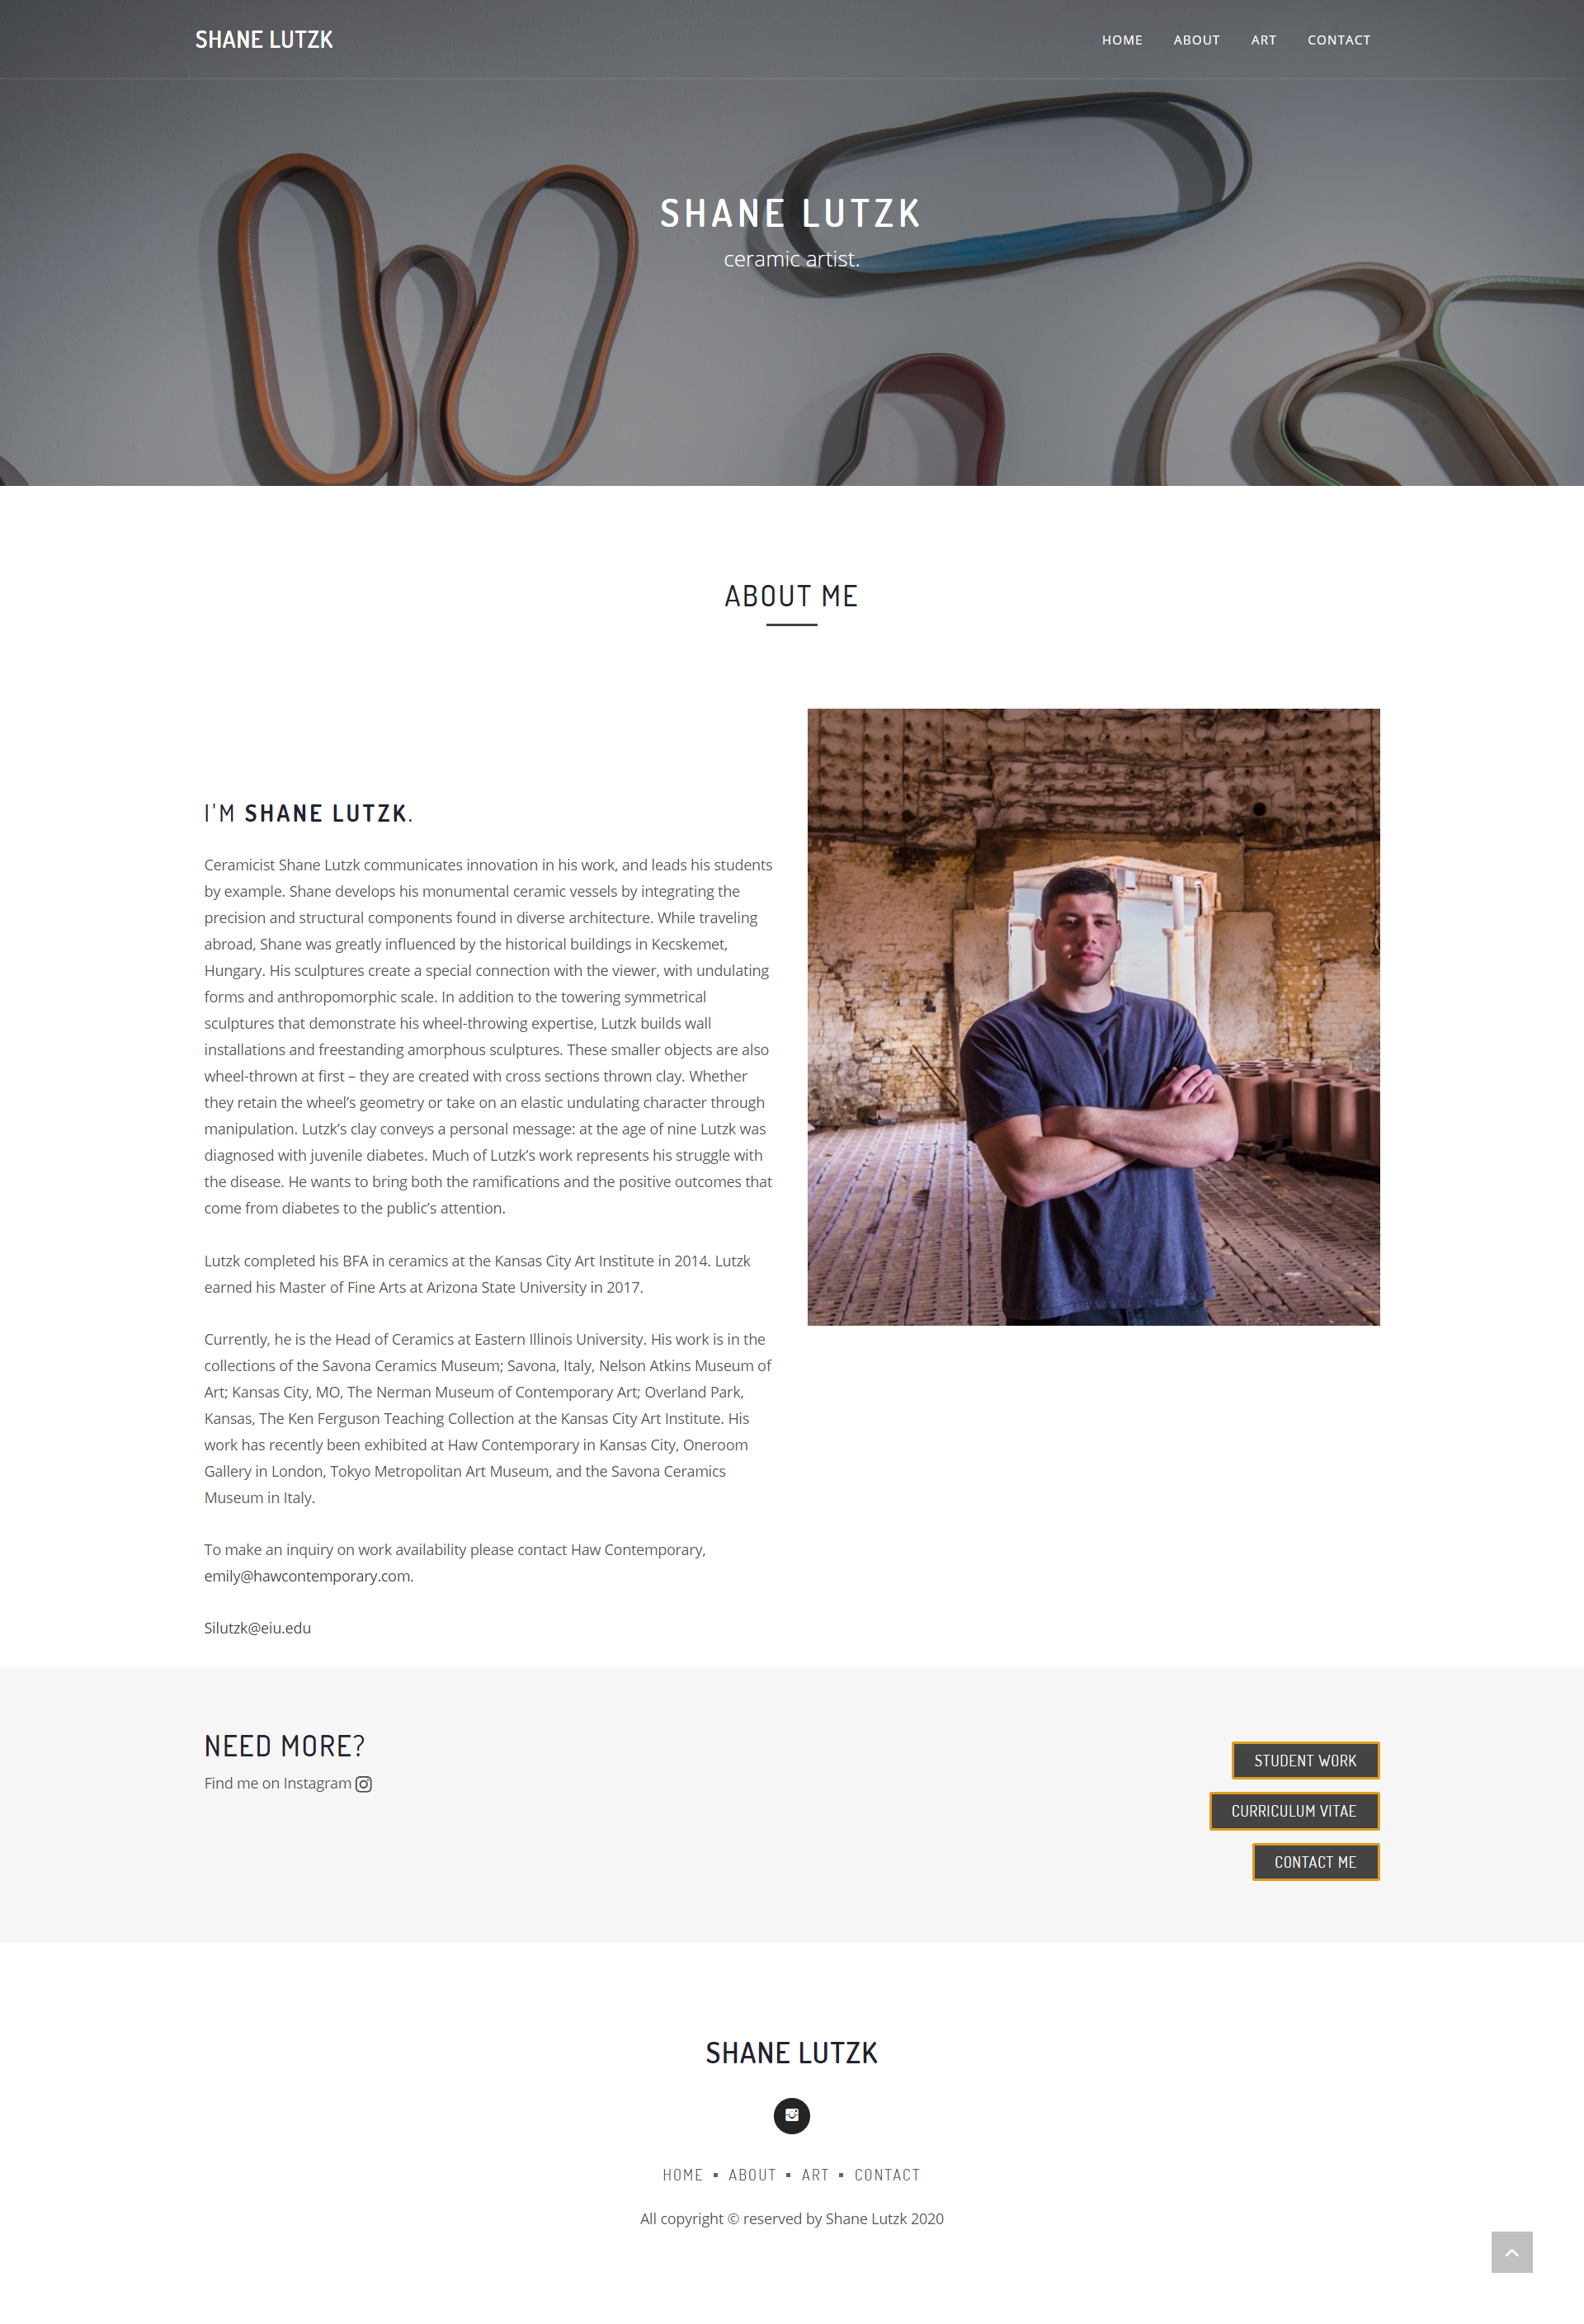 SHANE LUTZK
HOME ABOUT ART CONTACT
SHANE LUTZK
ceramic artist.
ABOUT ME
I'M SHANE LUTZK.
Ceramicist Shane Lutzk communicates innovation in his work, and leads his students
by example. Shane develops his monumental ceramic vessels by integrating the
precision and structural components found in diverse architecture. While traveling
abroad, Shane was greatly influenced by the historical buildings in Kecskemet,
Hungary. His sculptures create a special connection with the viewer, with undulating
forms and anthropomorphic scale. In addition to the towering symmetrical
sculptures that demonstrate his wheel-throwing expertise, Lutzk builds wall
installations and freestanding amorphous sculptures. These smaller objects are also
wheel-thrown at first – they are created with cross sections thrown clay. Whether
they retain the wheel’s geometry or take on an elastic undulating character through
manipulation. Lutzk’s clay conveys a personal message: at the age of nine Lutzk was
diagnosed with juvenile diabetes. Much of Lutzk’s work represents his struggle with
the disease. He wants to bring both the ramifications and the positive outcomes that
come from diabetes to the public’s attention.
Lutzk completed his BFA in ceramics at the Kansas City Art Institute in 2014. Lutzk
earned his Master of Fine Arts at Arizona State University in 2017.
Currently, he is the Head of Ceramics at Eastern Illinois University. His work is in the
collections of the Savona Ceramics Museum; Savona, Italy, Nelson Atkins Museum of
Art; Kansas City, MO, The Nerman Museum of Contemporary Art; Overland Park,
Kansas, The Ken Ferguson Teaching Collection at the Kansas City Art Institute. His
work has recently been exhibited at Haw Contemporary in Kansas City, Oneroom
Gallery in London, Tokyo Metropolitan Art Museum, and the Savona Ceramics
Museum in Italy.
To make an inquiry on work availability please contact Haw Contemporary,
emily@hawcontemporary.com.
Silutzk@eiu.edu
NEED MORE?
Find me on Instagram
STUDENT WORK
CURRICULUM VITAE
CONTACT ME
SHANE LUTZK
HOME ▪ ABOUT ▪ ART ▪ CONTACT
All copyright © reserved by Shane Lutzk 2020